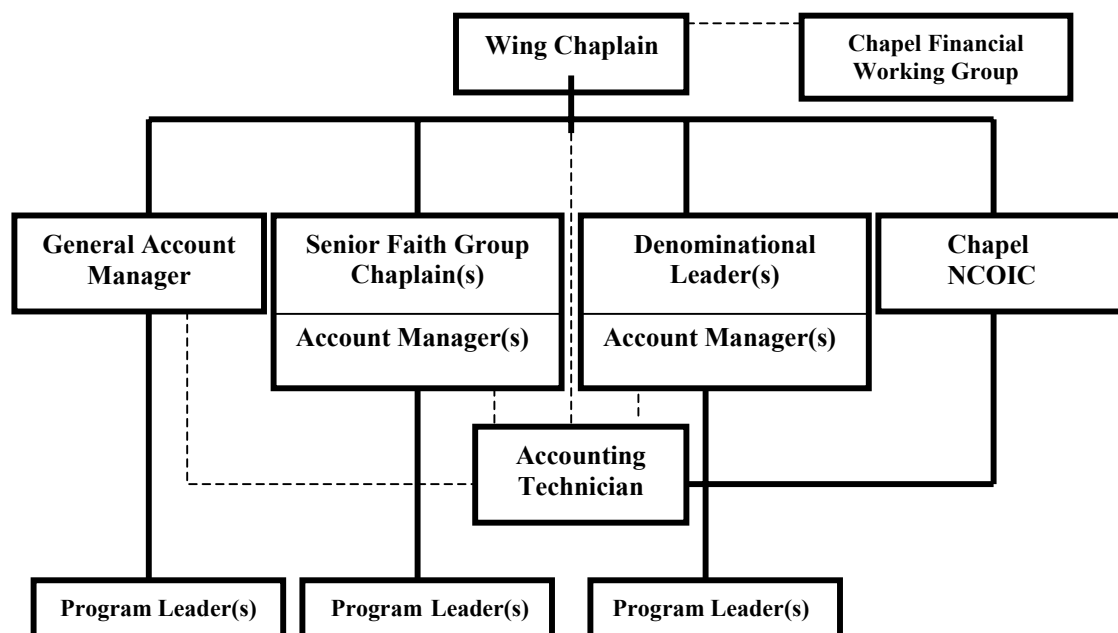 Wing Chaplain
Chapel Financial
Working Group
General Account
Manager
Senior Faith Group
Chaplain(s)
Account Manager(s)
Denominational
Leader(s)
Account Manager(s)
Chapel
NCOIC
Accounting
Technician
Program Leader(s)
Program Leader(s)
Program Leader(s)